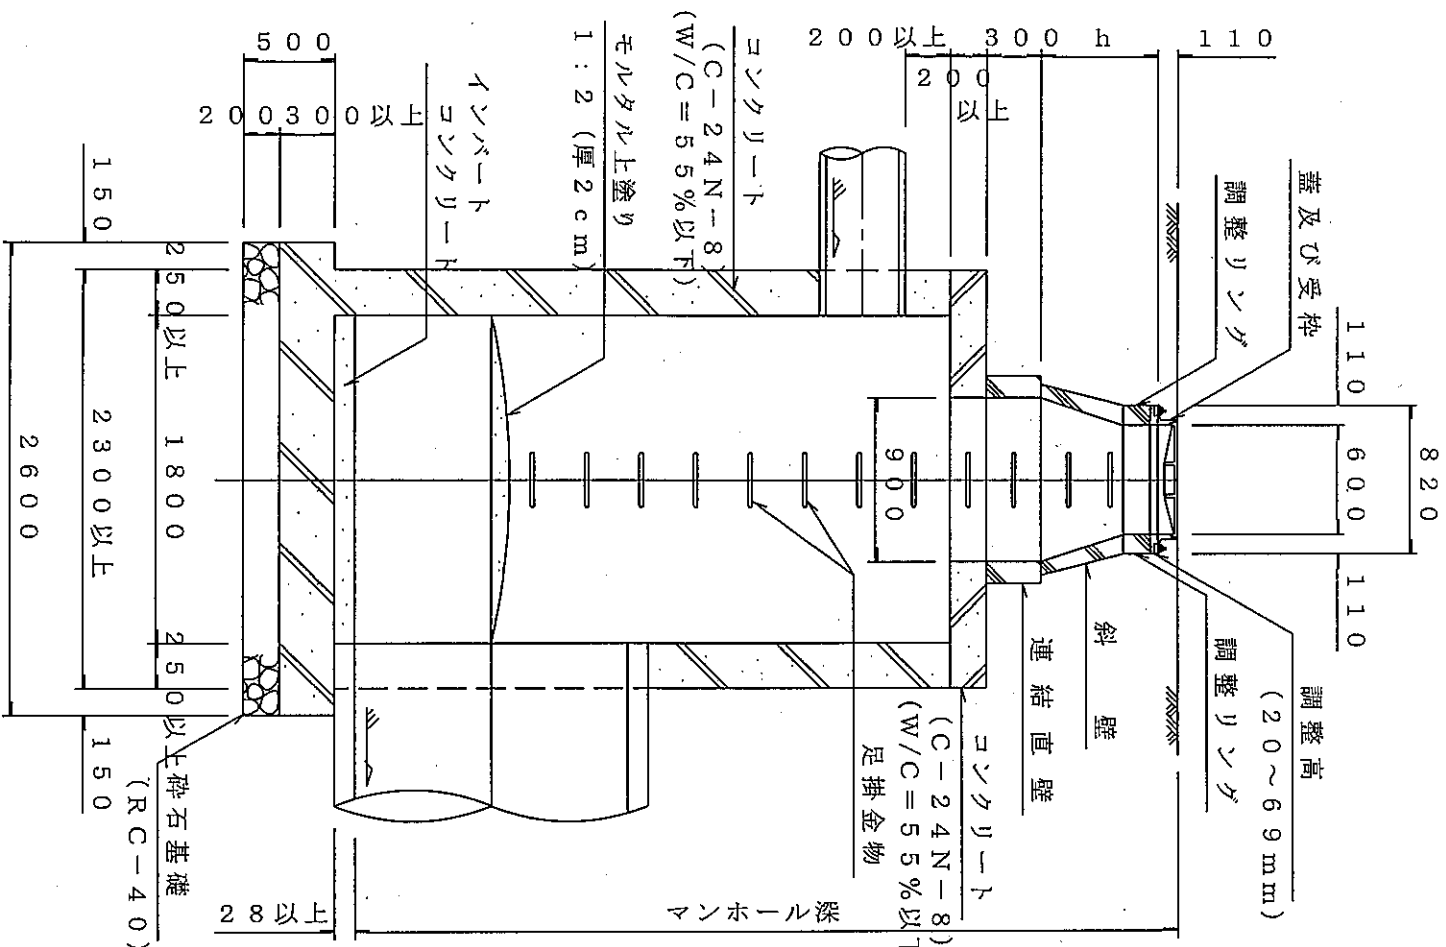 110
600
110
820
蓋及び受枠
調整リング
調整高
(20~69mm)
調整リング
斜壁
連結直壁
コンクリート
(C-24N-8)
(W/C=55%以下
足掛金物
900
110
h
300
200
以上
200以上
コンクリート
(C-24N-8)
(W/C=55%以下)
モルタル上塗り
1:2(厚2cm)
インバート
コンクリート
300以上
200
500
マンホール深
28以上
150
250以上
1800
250以上
150
2300以上
2600
砕石基礎
(RC-40)